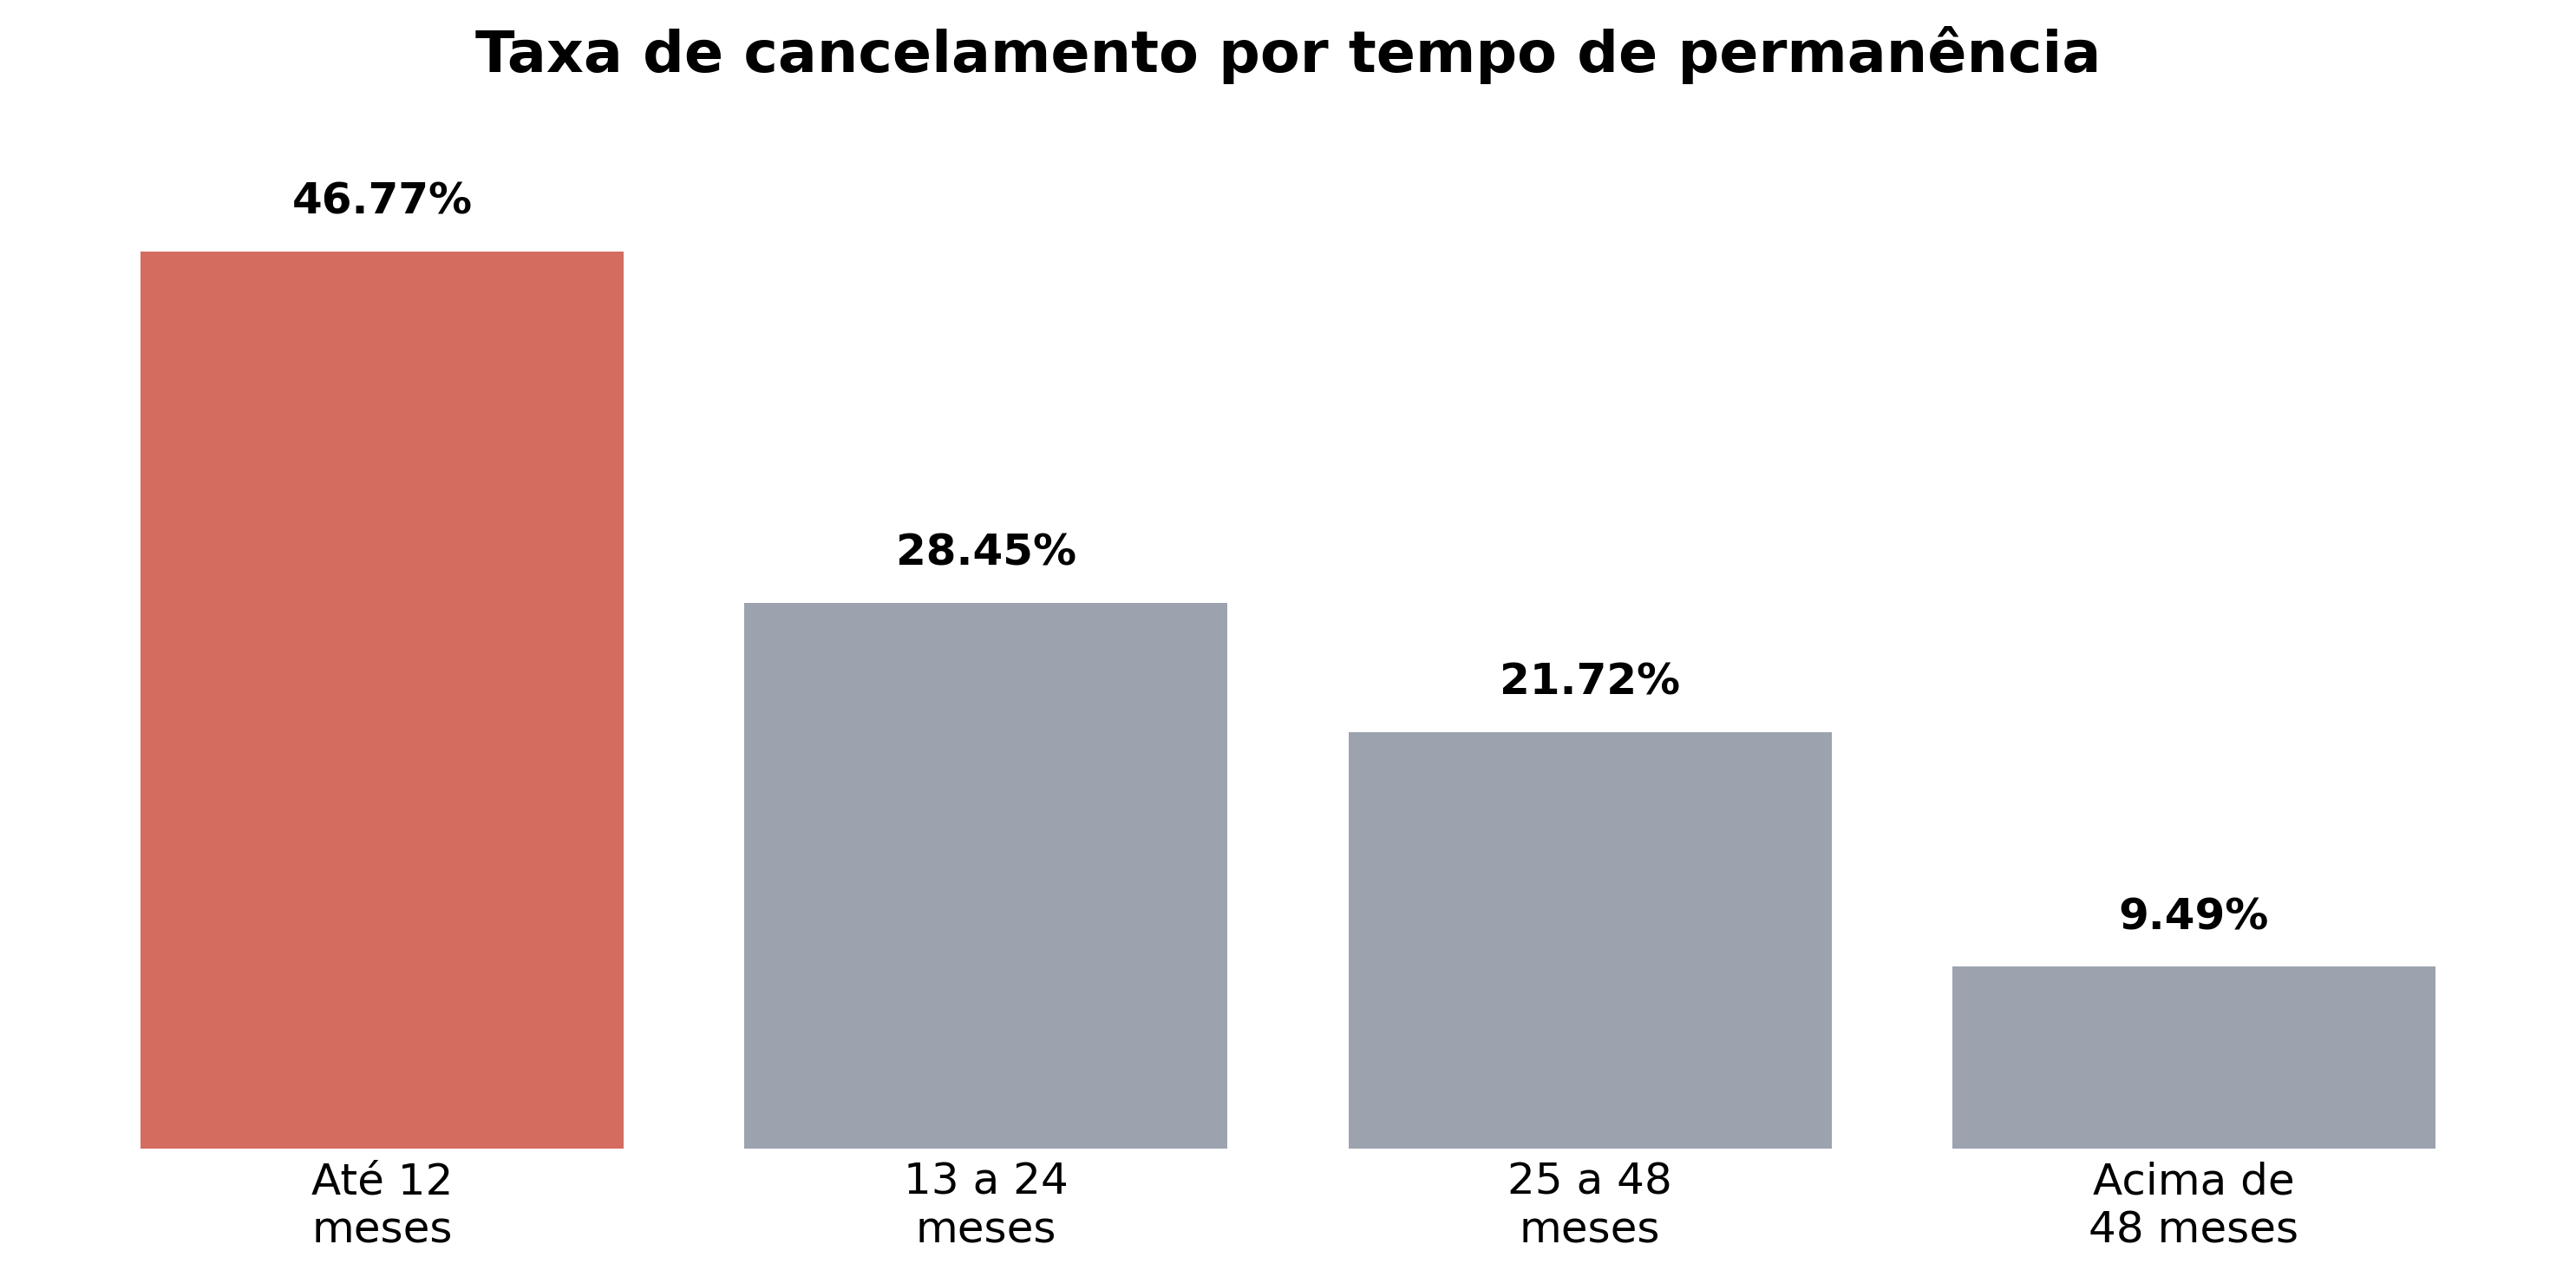 Taxa de cancelamento por tempo de permanência
46.77%
28.45%
21.72%
9.49%
Até 12
meses
13 a 24
meses
25 a 48
meses
Acima de
48 meses